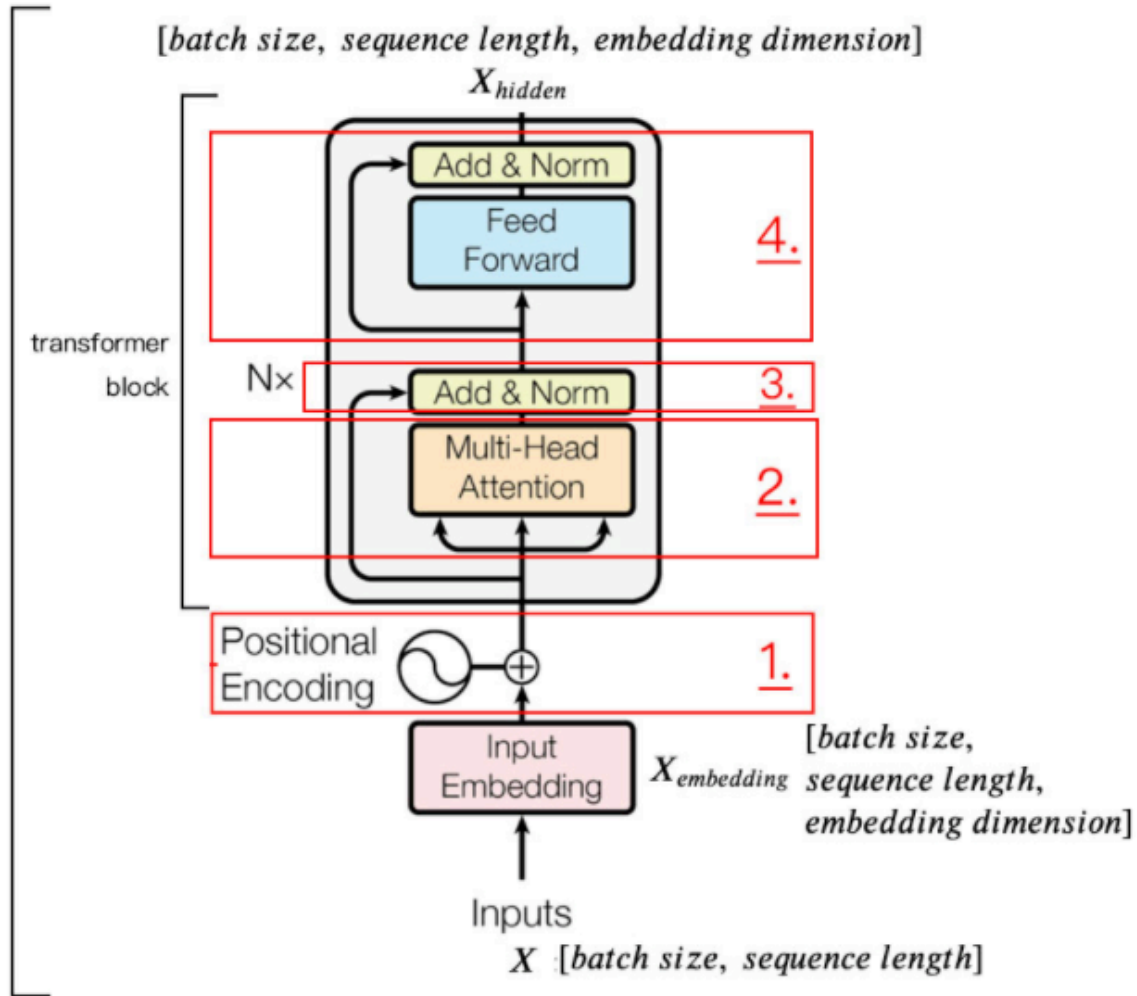 [batch size, sequence length, embedding dimension]
X_hidden
Add & Norm
Feed
Forward
4.
transformer
block
N×
Add & Norm
3.
Multi-Head
Attention
2.
Positional
Encoding
1.
Input
Embedding
X_embedding
[batch size,
sequence length,
embedding dimension]
Inputs
X [batch size, sequence length]